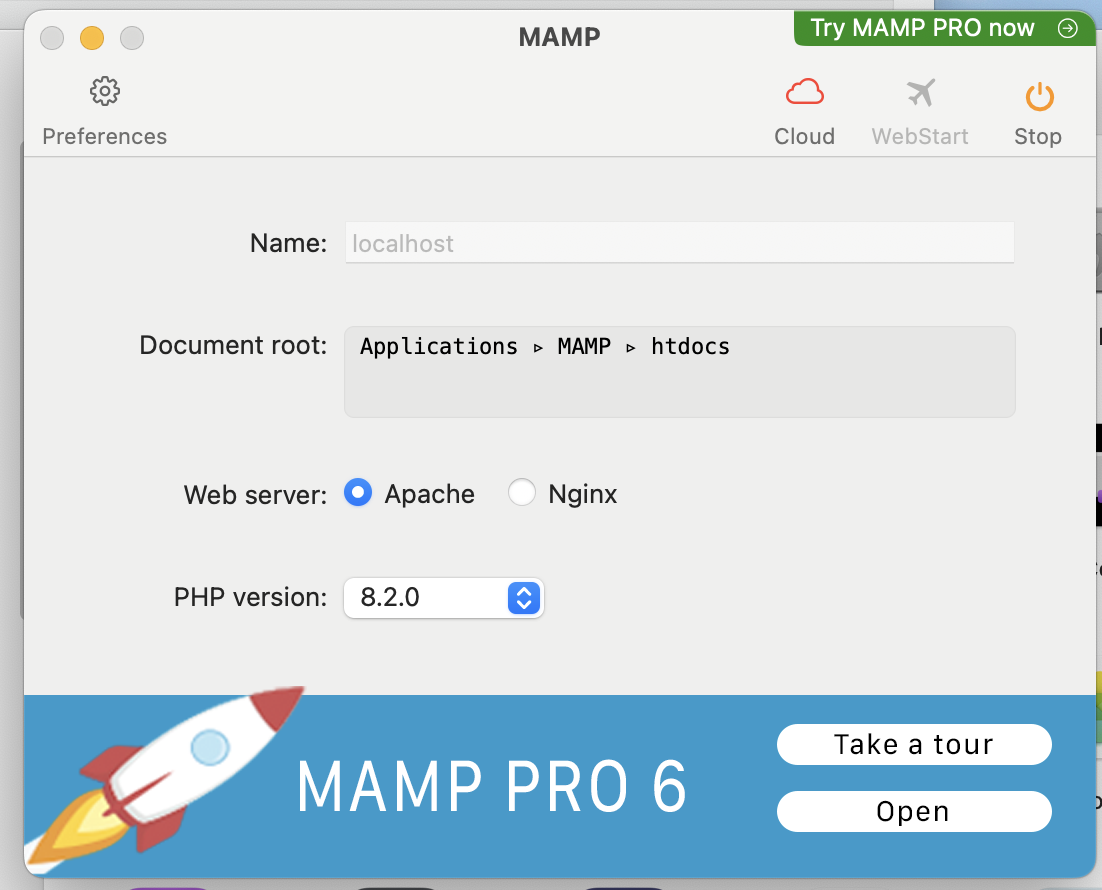 MAMP
Try MAMP PRO now
Preferences
Cloud
WebStart
Stop
Name:
localhost
Document root:
Applications ▹ MAMP ▹ htdocs
Web server:
Apache
Nginx
PHP version:
8.2.0
MAMP PRO 6
Take a tour
Open